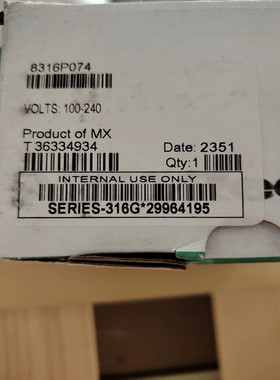 8316P074
VOLTS: 100-240
Product of MX
T 36334934
Date: 2351
Qty:1
INTERNAL USE ONLY
SERIES-316G*29964195